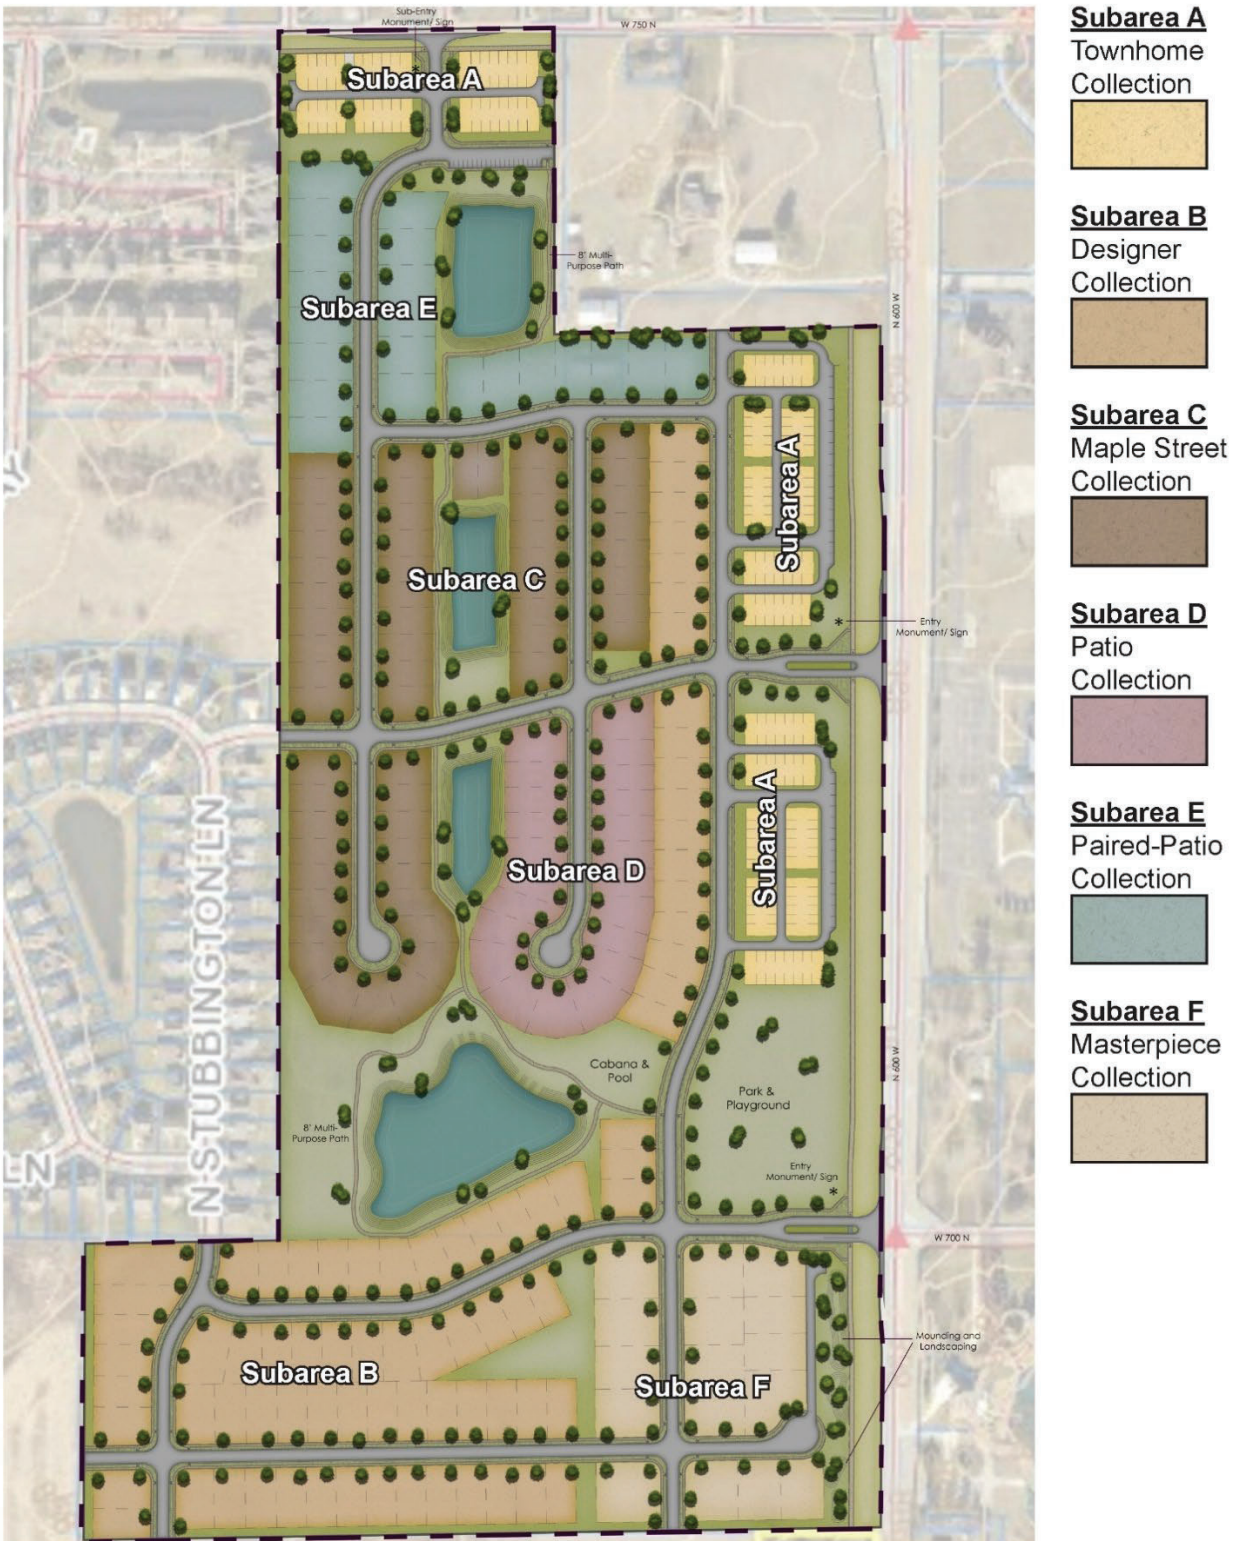 Sub-Entry
Monument/ Sign
W 750 N
Subarea A
8' Multi-
Purpose Path
Subarea E
N 600 W
Subarea A
Subarea C
* Entry
Monument/ Sign
Subarea A
Subarea D
N STUBBINGTON LN
Cabana &
Pool
N 600 W
Park &
Playground
8' Multi-
Purpose Path
LN
Entry
Monument/ Sign
*
W 700 N
Mounding and
Landscaping
Subarea B
Subarea F
Subarea A
Townhome
Collection
Subarea B
Designer
Collection
Subarea C
Maple Street
Collection
Subarea D
Patio
Collection
Subarea E
Paired-Patio
Collection
Subarea F
Masterpiece
Collection